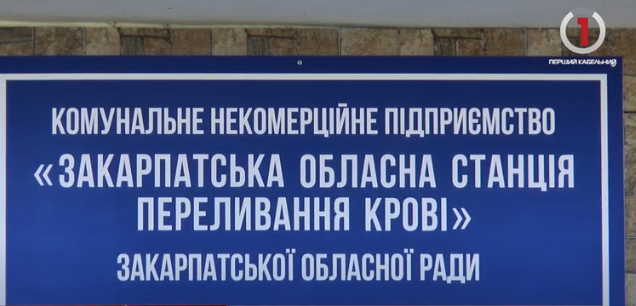 1
ПЕРШИЙ КАБЕЛЬНИЙ
КОМУНАЛЬНЕ НЕКОМЕРЦІЙНЕ ПІДПРИЄМСТВО
«ЗАКАРПАТСЬКА ОБЛАСНА СТАНЦІЯ
ПЕРЕЛИВАННЯ КРОВІ»
ЗАКАРПАТСЬКОЇ ОБЛАСНОЇ РАДИ